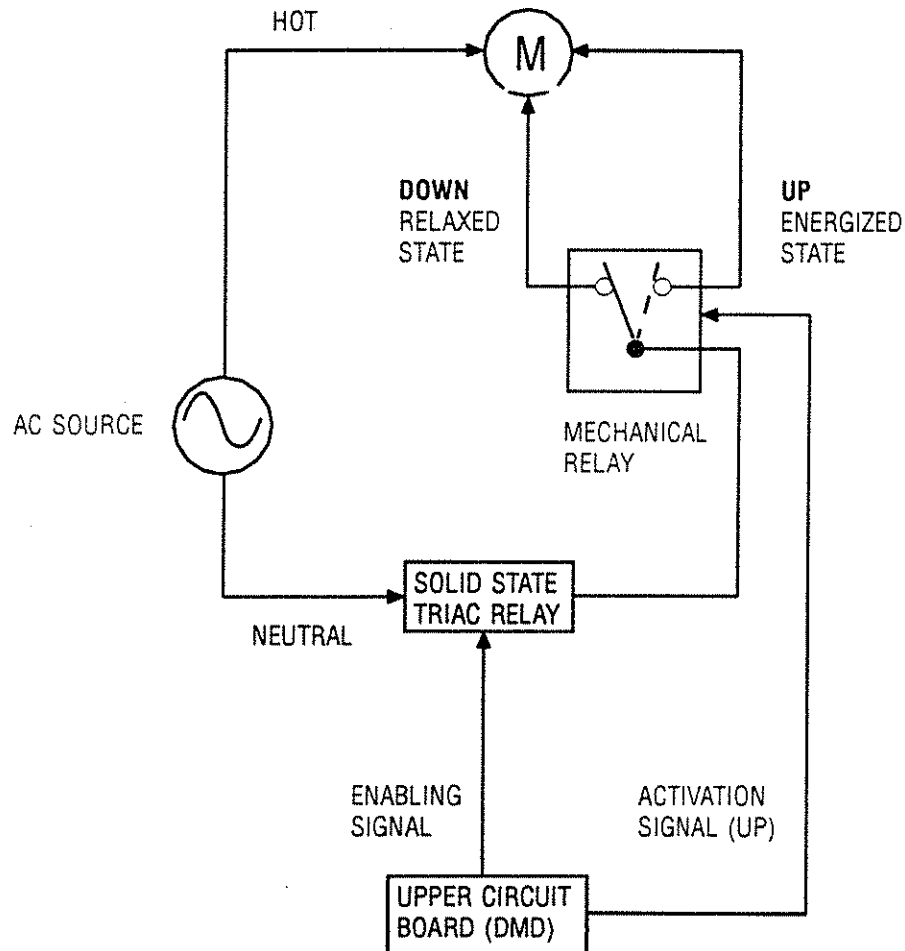 HOT
M
DOWN
RELAXED
STATE
UP
ENERGIZED
STATE
AC SOURCE
MECHANICAL
RELAY
SOLID STATE
TRIAC RELAY
NEUTRAL
ENABLING
SIGNAL
ACTIVATION
SIGNAL (UP)
UPPER CIRCUIT
BOARD (DMD)